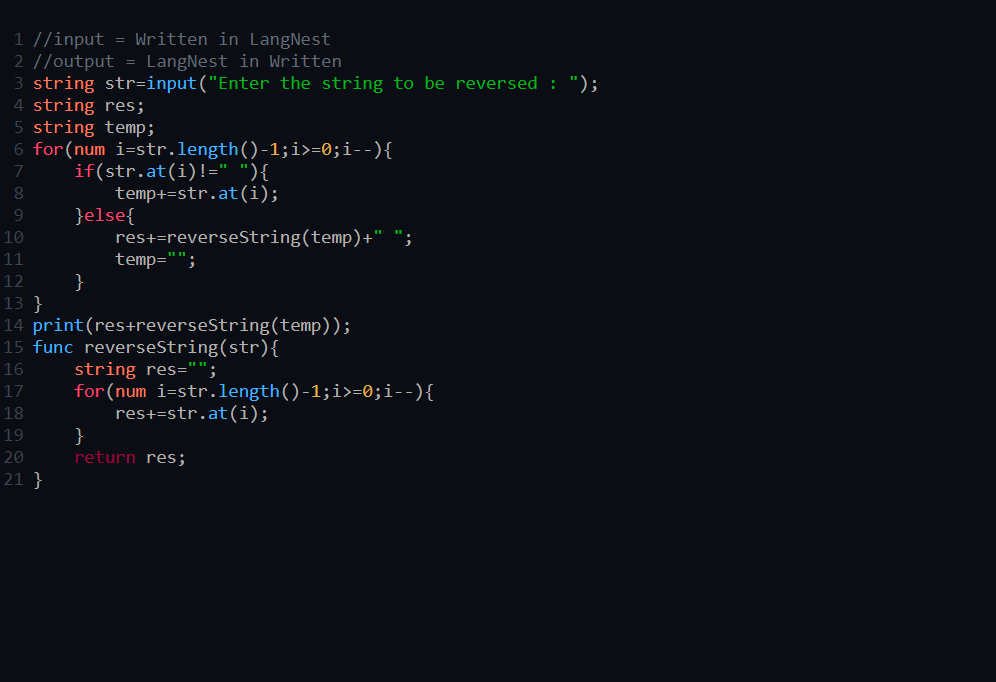 1 //input = Written in LangNest
2 //output = LangNest in Written
3 string str=input("Enter the string to be reversed : ");
4 string res;
5 string temp;
6 for(num i=str.length()-1;i>=0;i--){
7     if(str.at(i)!=" "){
8         temp+=str.at(i);
9     }else{
10         res+=reverseString(temp)+" ";
11         temp="";
12     }
13 }
14 print(res+reverseString(temp));
15 func reverseString(str){
16     string res="";
17     for(num i=str.length()-1;i>=0;i--){
18         res+=str.at(i);
19     }
20     return res;
21 }